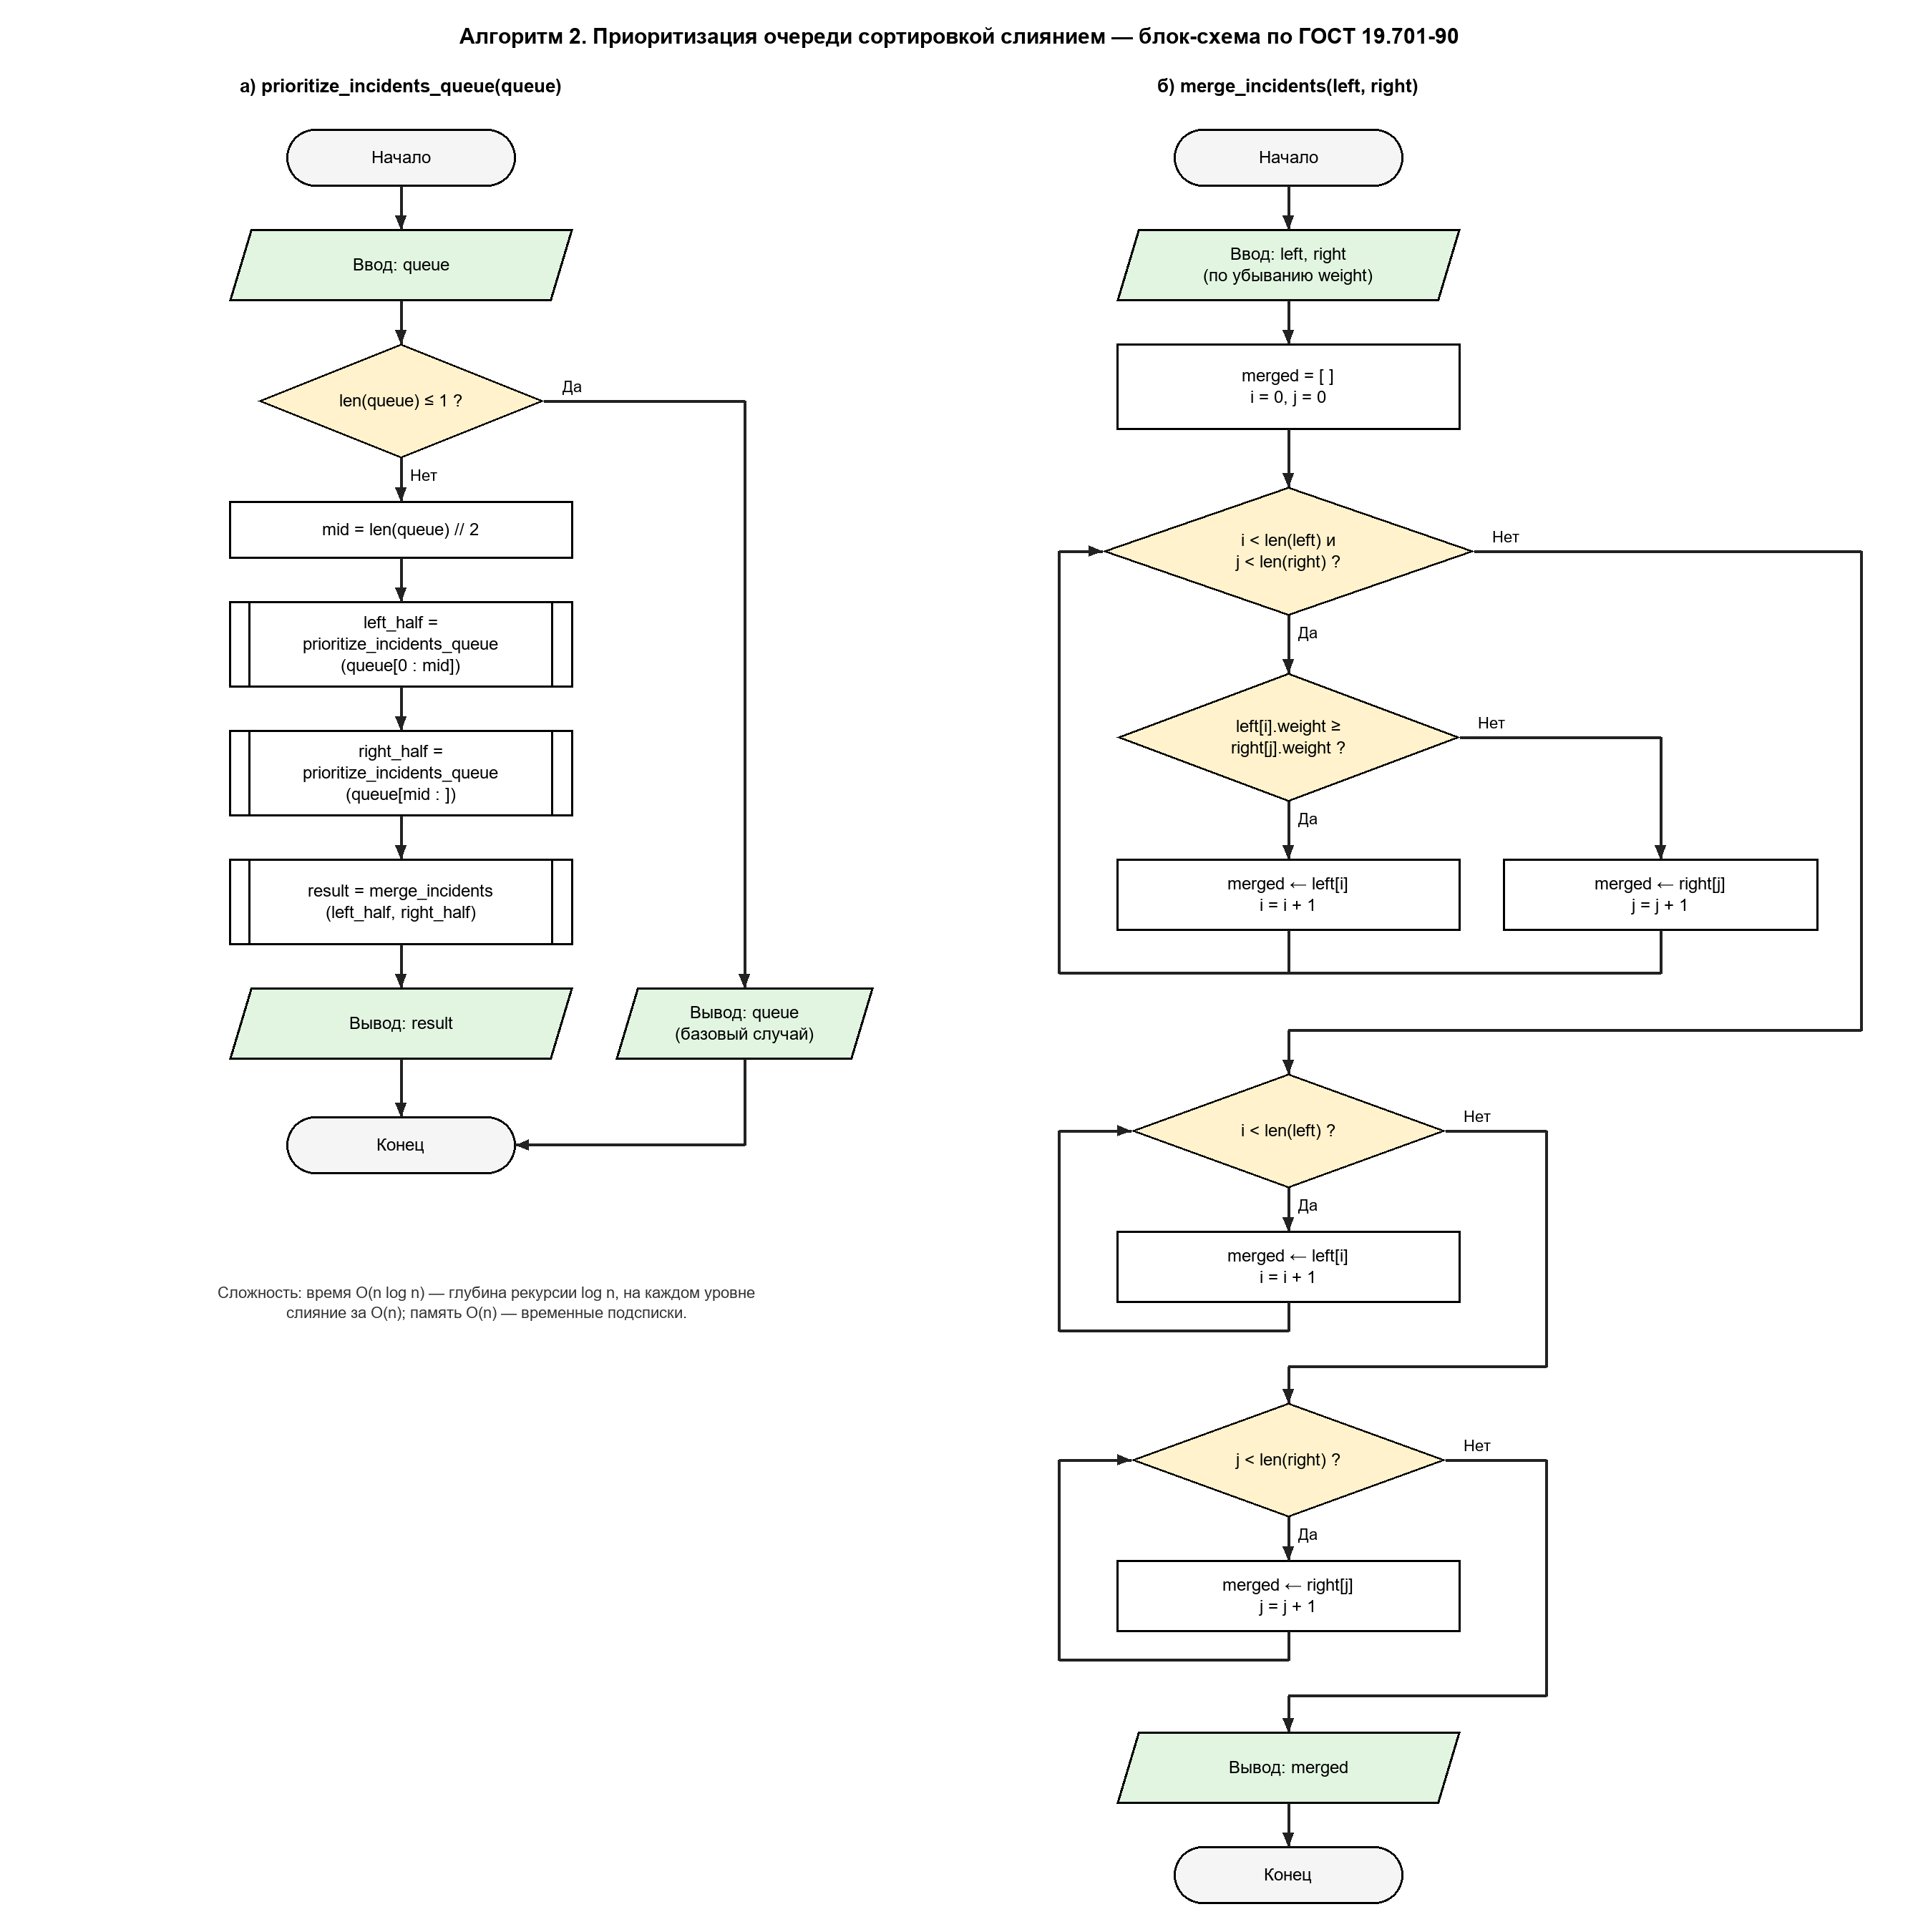 Алгоритм 2. Приоритизация очереди сортировкой слиянием — блок-схема по ГОСТ 19.701-90
а) prioritize_incidents_queue(queue)
Начало
Ввод: queue
len(queue) ≤ 1 ?
Да
Нет
mid = len(queue) // 2
left_half =
prioritize_incidents_queue
(queue[0 : mid])
right_half =
prioritize_incidents_queue
(queue[mid : ])
result = merge_incidents
(left_half, right_half)
Вывод: result
Вывод: queue
(базовый случай)
Конец
Сложность: время O(n log n) — глубина рекурсии log n, на каждом уровне
слияние за O(n); память O(n) — временные подсписки.
б) merge_incidents(left, right)
Начало
Ввод: left, right
(по убыванию weight)
merged = [ ]
i = 0, j = 0
i < len(left) и
j < len(right) ?
Нет
Да
left[i].weight ≥
right[j].weight ?
Нет
Да
merged ← left[i]
i = i + 1
merged ← right[j]
j = j + 1
i < len(left) ?
Нет
Да
merged ← left[i]
i = i + 1
j < len(right) ?
Нет
Да
merged ← right[j]
j = j + 1
Вывод: merged
Конец